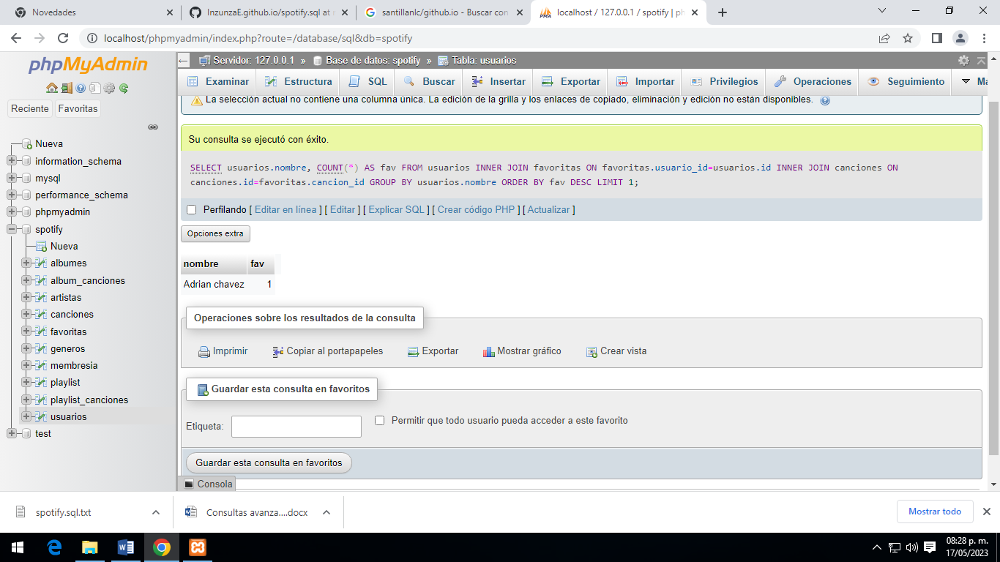 Novedades
InzunzaE.github.io/spotify.sql at
santillanlc/github.io - Buscar con
localhost / 127.0.0.1 / spotify | ph
localhost/phpmyadmin/index.php?route=/database/sql&db=spotify
phpMyAdmin
Reciente
Favoritas
Nueva
information_schema
mysql
performance_schema
phpmyadmin
spotify
Nueva
albumes
album_canciones
artistas
canciones
favoritas
generos
membresia
playlist
playlist_canciones
usuarios
test
Servidor: 127.0.0.1 » Base de datos: spotify » Tabla: usuarios
Examinar Estructura SQL Buscar Insertar Exportar Importar Privilegios Operaciones Seguimiento Má
La selección actual no contiene una columna única. La edición de la grilla y los enlaces de copiado, eliminación y edición no están disponibles.
Su consulta se ejecutó con éxito.
SELECT usuarios.nombre, COUNT(*) AS fav FROM usuarios INNER JOIN favoritas ON favoritas.usuario_id=usuarios.id INNER JOIN canciones ON
canciones.id=favoritas.cancion_id GROUP BY usuarios.nombre ORDER BY fav DESC LIMIT 1;
Perfilando [ Editar en línea ] [ Editar ] [ Explicar SQL ] [ Crear código PHP ] [ Actualizar ]
Opciones extra
nombre fav
Adrian chavez 1
Operaciones sobre los resultados de la consulta
Imprimir Copiar al portapapeles Exportar Mostrar gráfico Crear vista
Guardar esta consulta en favoritos
Etiqueta: Permitir que todo usuario pueda acceder a este favorito
Guardar esta consulta en favoritos
Consola
spotify.sql.txt
Consultas avanza....docx
Mostrar todo
08:28 p. m.
17/05/2023